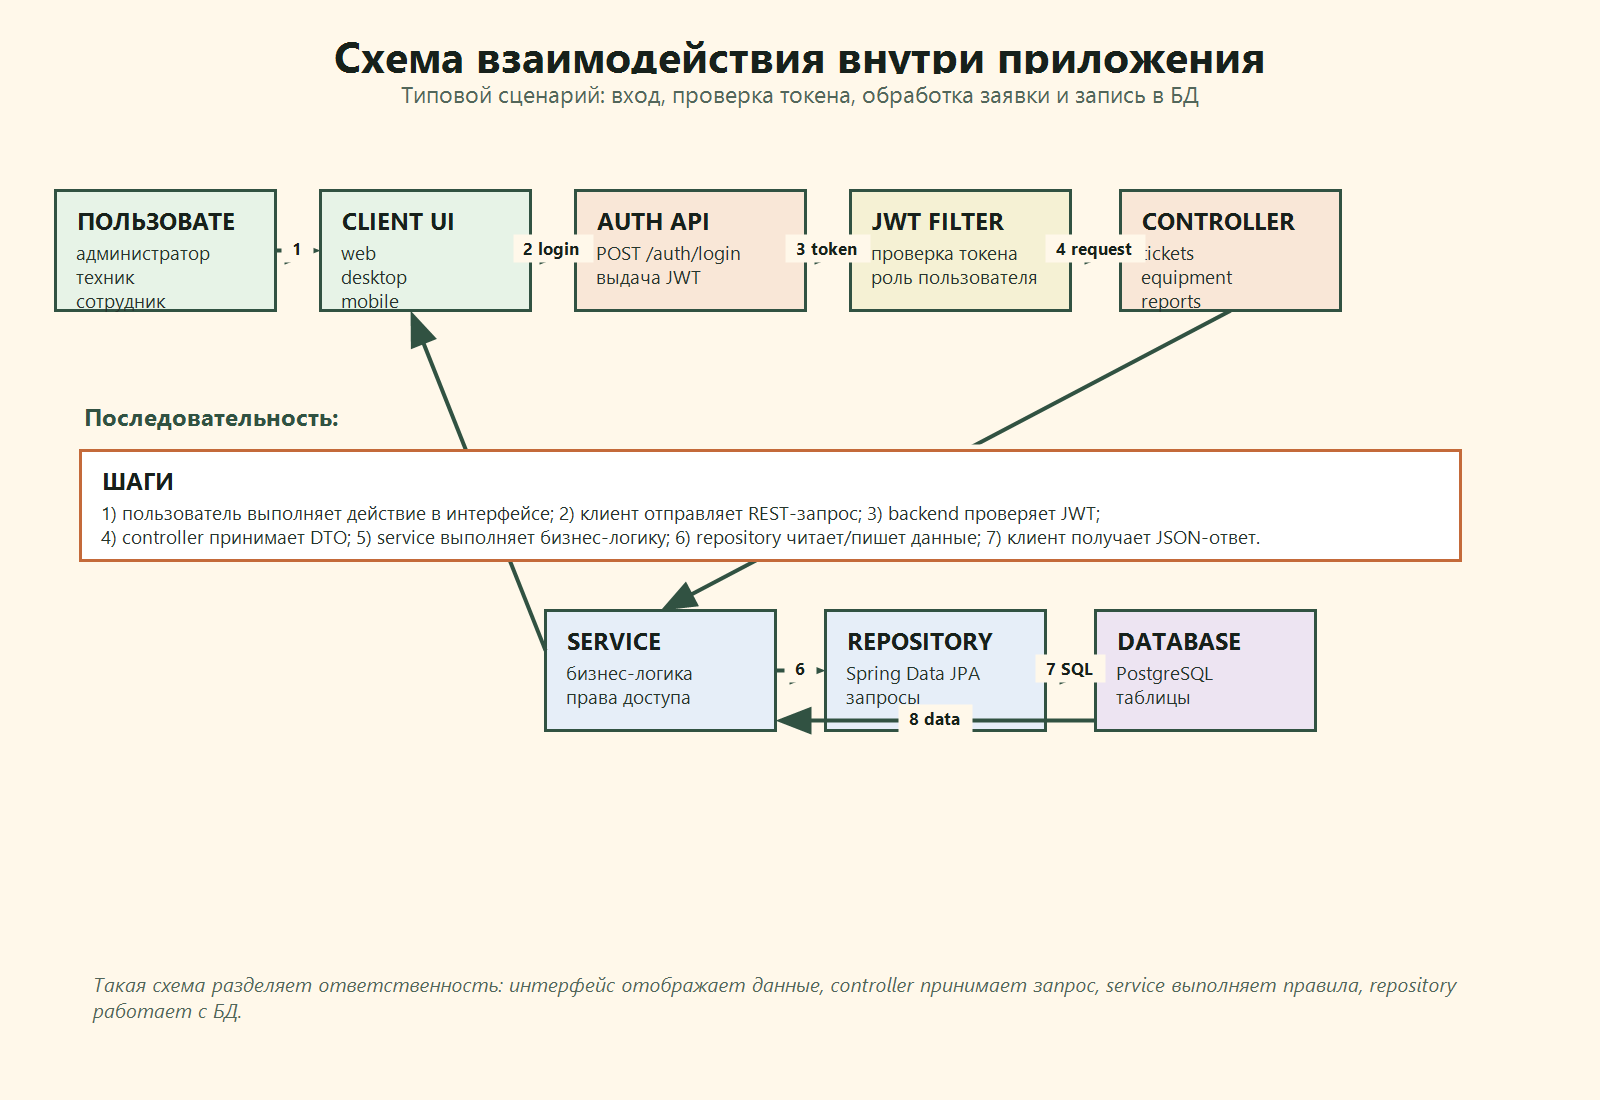 Схема взаимодействия внутри приложения
Типовой сценарий: вход, проверка токена, обработка заявки и запись в БД
ПОЛЬЗОВАТЕ
администратор
техник
сотрудник
1
CLIENT UI
web
desktop
mobile
2 login
AUTH API
POST /auth/login
выдача JWT
3 token
JWT FILTER
проверка токена
роль пользователя
4 request
CONTROLLER
tickets
equipment
reports
Последовательность:
ШАГИ
1) пользователь выполняет действие в интерфейсе; 2) клиент отправляет REST-запрос; 3) backend проверяет JWT;
4) controller принимает DTO; 5) service выполняет бизнес-логику; 6) repository читает/пишет данные; 7) клиент получает JSON-ответ.
SERVICE
бизнес-логика
права доступа
6
REPOSITORY
Spring Data JPA
запросы
7 SQL
DATABASE
PostgreSQL
таблицы
8 data
Такая схема разделяет ответственность: интерфейс отображает данные, controller принимает запрос, service выполняет правила, repository
работает с БД.